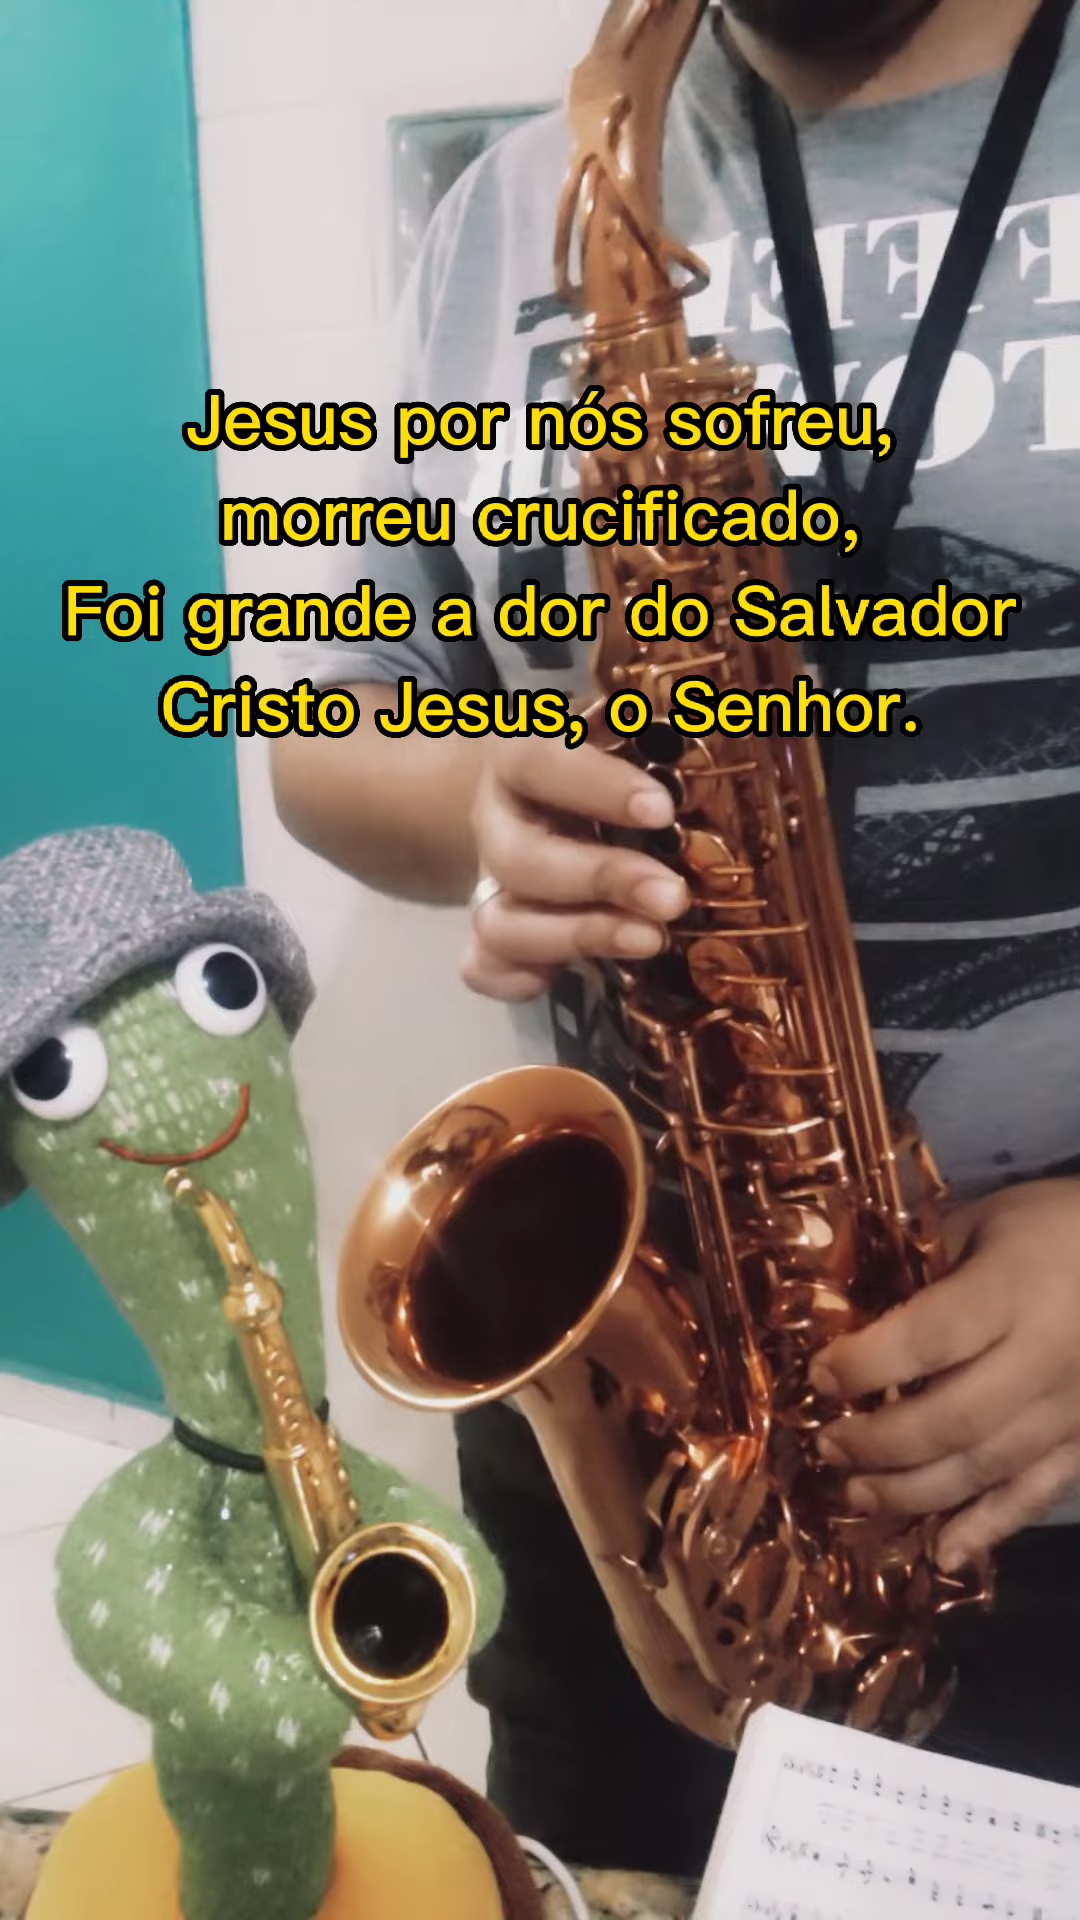 Jesus por nós sofreu,
morreu crucificado,
Foi grande a dor do Salvador
Cristo Jesus, o Senhor.